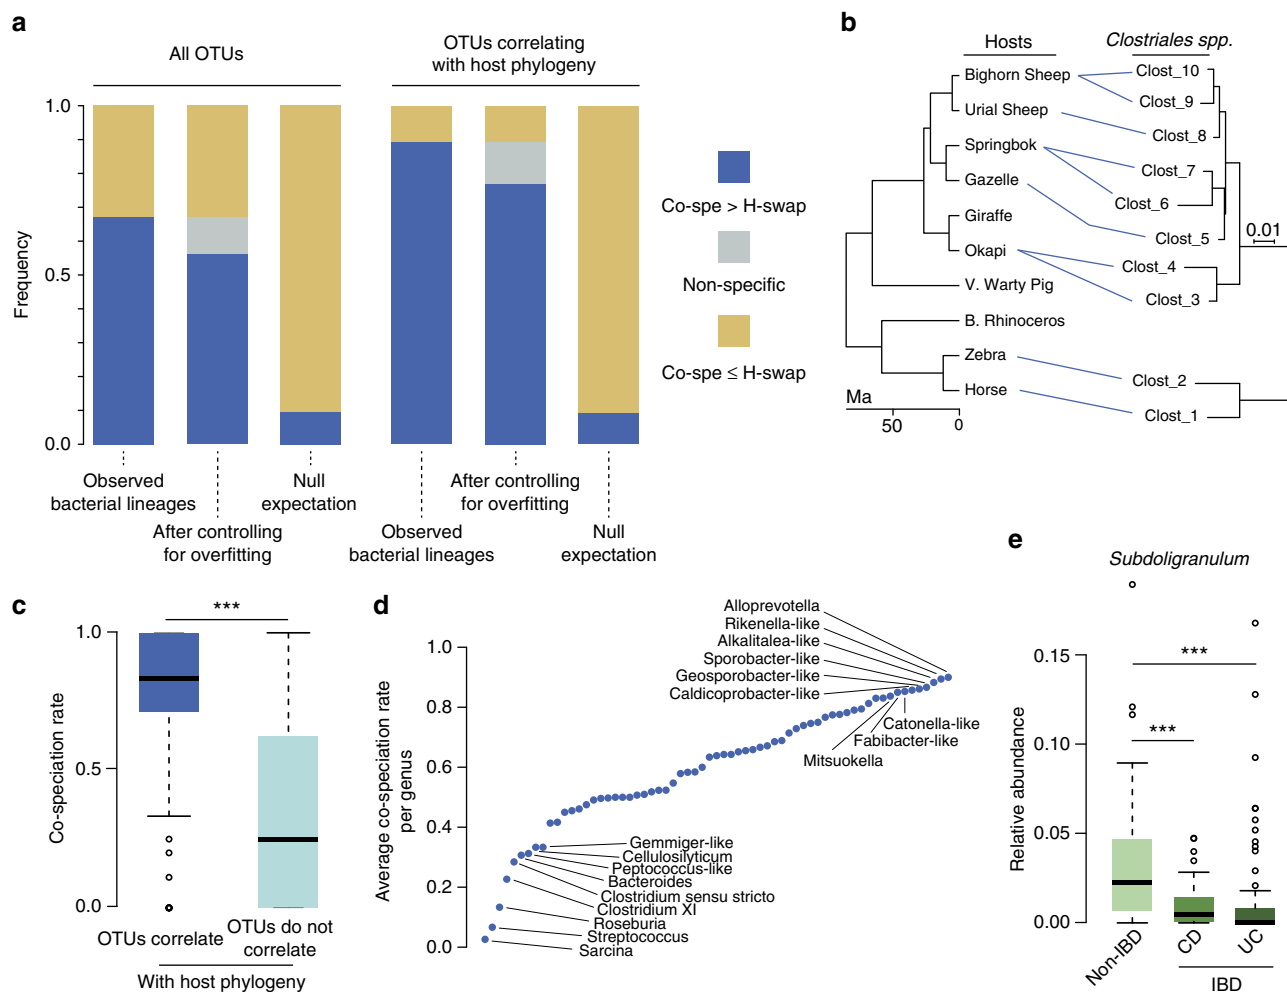 a
All OTUs
OTUs correlating
with host phylogeny
Frequency
1.0
0.5
0.0
Observed
bacterial lineages
After controlling
for overfitting
Null
expectation
Observed
bacterial lineages
After controlling
for overfitting
Null
expectation
Co-spe > H-swap
Non-specific
Co-spe ≤ H-swap
b
Hosts
Clostriales spp.
Bighorn Sheep
Urial Sheep
Springbok
Gazelle
Giraffe
Okapi
V. Warty Pig
B. Rhinoceros
Zebra
Horse
Clost_10
Clost_9
Clost_8
Clost_7
Clost_6
Clost_5
Clost_4
Clost_3
Clost_2
Clost_1
0.01
Ma
50
0
c
***
Co-speciation rate
1.0
0.5
0.0
OTUs correlate
OTUs do not
correlate
With host phylogeny
d
Average co-speciation rate
per genus
1.0
0.8
0.6
0.4
0.2
0.0
Alloprevotella
Rikenella-like
Alkalitalea-like
Sporobacter-like
Geosporobacter-like
Caldicoprobacter-like
Catonella-like
Fabibacter-like
Mitsuokella
Gemmiger-like
Cellulosilyticum
Peptococcus-like
Bacteroides
Clostridium sensu stricto
Clostridium XI
Roseburia
Streptococcus
Sarcina
e
Subdoligranulum
Relative abundance
0.15
0.10
0.05
0.00
***
***
Non-IBD
CD
UC
IBD